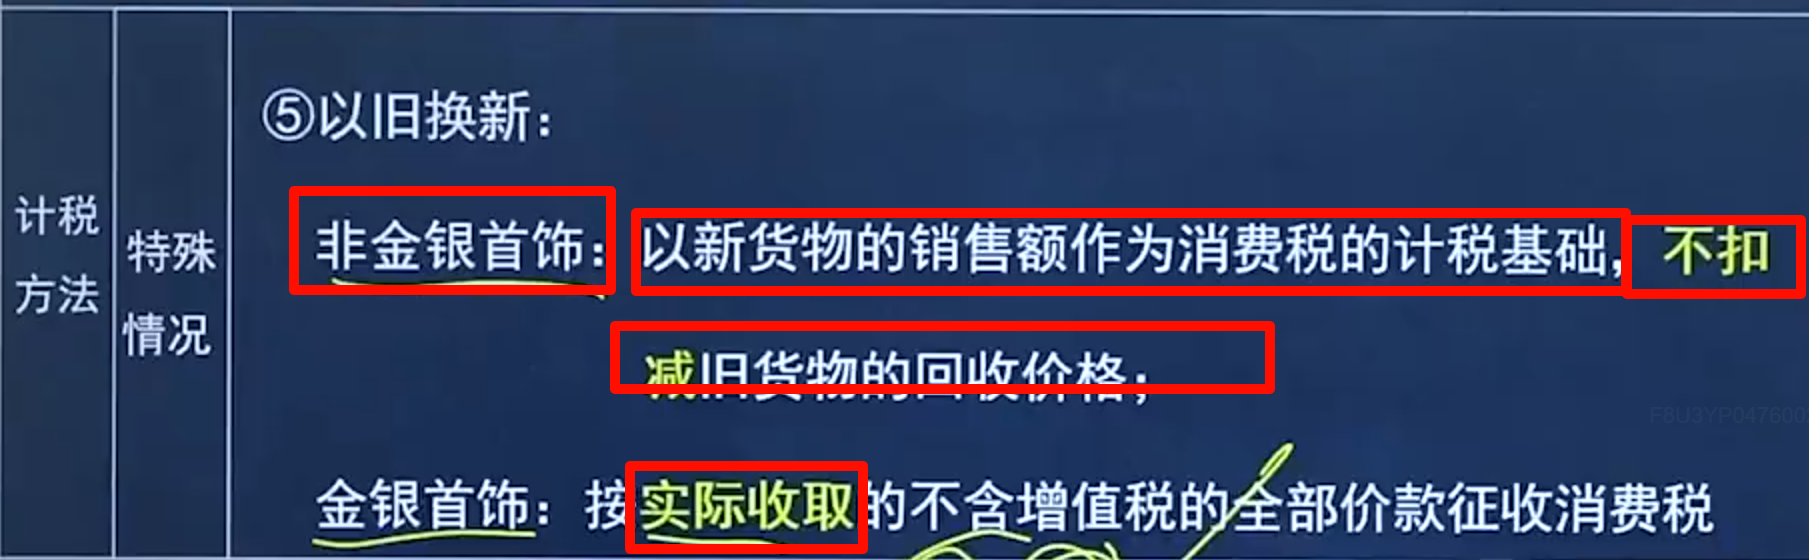 ⑤以旧换新：
计税
方法
特殊
情况
非金银首饰：以新货物的销售额作为消费税的计税基础，不扣
减旧货物的回收价格；
金银首饰：按实际收取的不含增值税的全部价款征收消费税
F8U3YP047600